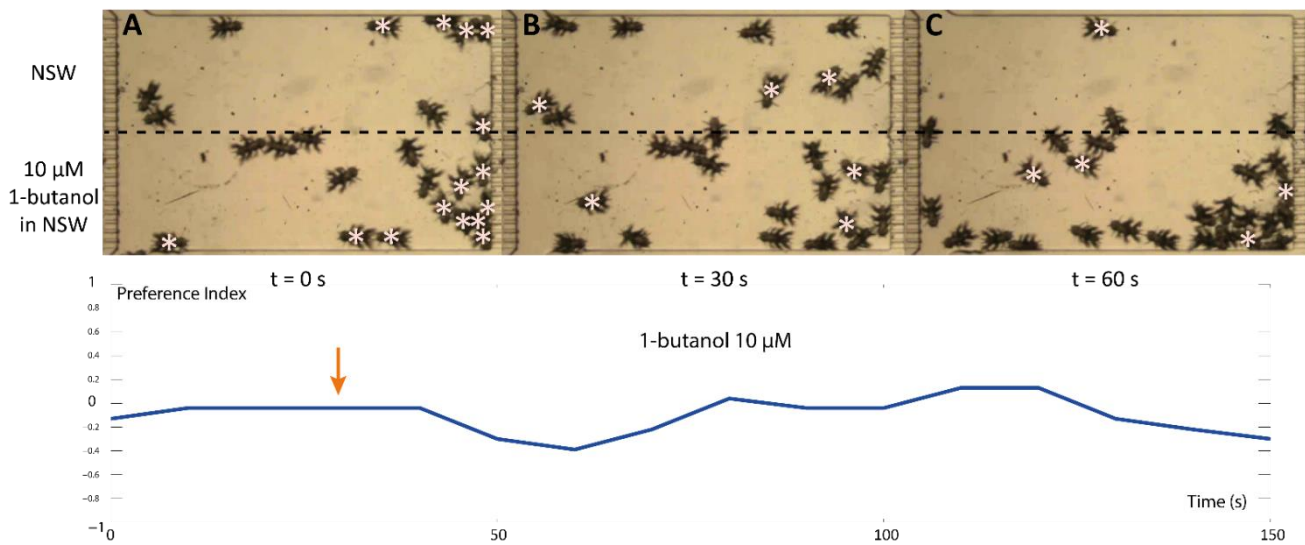 A B C
NSW
10 µM
1-butanol
in NSW
t = 0 s t = 30 s t = 60 s
Preference Index
1-butanol 10 µM
1
0.8
0.6
0.4
0.2
0
−0.2
−0.4
−0.6
−0.8
−1
Time (s)
0 50 100 150